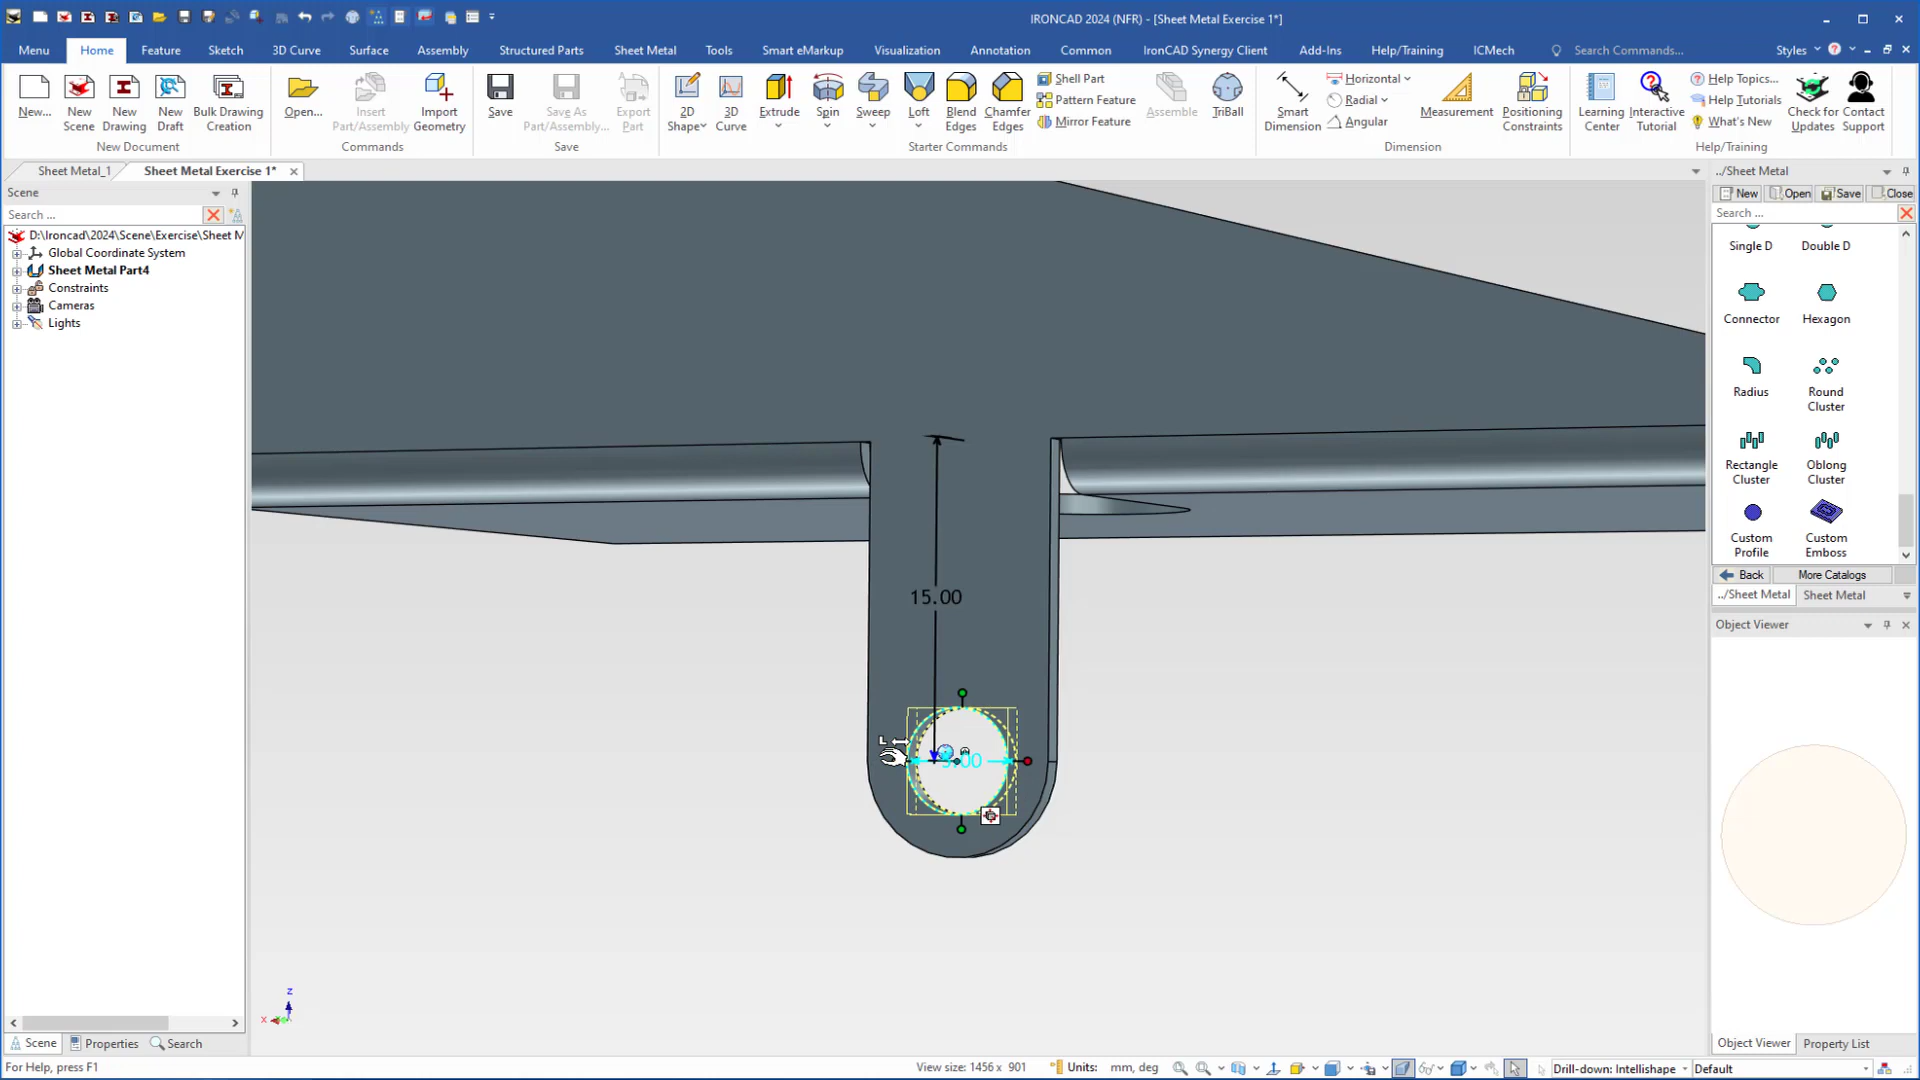 IRONCAD 2024 (NFR) - [Sheet Metal Exercise 1*]
Menu Home Feature Sketch 3D Curve Surface Assembly Structured Parts Sheet Metal Tools Smart eMarkup Visualization Annotation Common IronCAD Synergy Client Add-Ins Help/Training ICMech Search Commands... Styles
New... New Scene New Drawing New Draft Bulk Drawing Creation
New Document
Open... Insert Part/Assembly Import Geometry
Commands
Save Save As Part/Assembly... Export Part
Save
2D Shape 3D Curve Extrude Spin Sweep Loft Blend Edges Chamfer Edges
Shell Part
Pattern Feature
Mirror Feature
Assemble TriBall
Starter Commands
Smart Dimension
Horizontal
Radial
Angular
Measurement Positioning Constraints
Dimension
Learning Center Interactive Tutorial
Help Topics...
Help Tutorials
What's New
Check for Updates Contact Support
Help/Training
Sheet Metal_1 Sheet Metal Exercise 1*
Scene
Search ...
D:\Ironcad\2024\Scene\Exercise\Sheet M
Global Coordinate System
Sheet Metal Part4
Constraints
Cameras
Lights
15.00
L
z
x
../Sheet Metal
New Open Save Close
Search ...
Single D Double D
Connector Hexagon
Radius Round Cluster
Rectangle Cluster Oblong Cluster
Custom Profile Custom Emboss
Back More Catalogs
../Sheet Metal Sheet Metal
Object Viewer
Scene Properties Search
Object Viewer Property List
For Help, press F1 View size: 1456 x 901 Units: mm, deg Drill-down: Intellishape Default